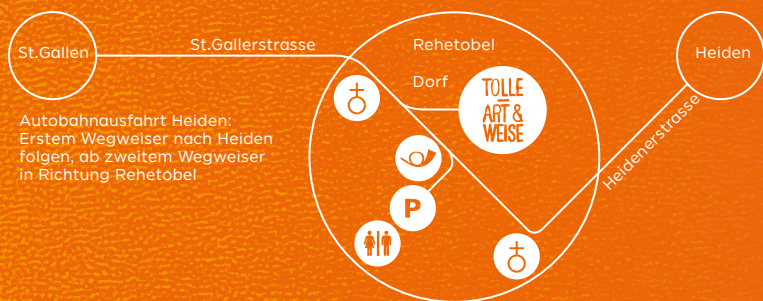 St.Gallen
St.Gallerstrasse
Rehetobel
Dorf
Heiden
TOLLE
=
ART &
WEISE
Heidenerstrasse
Autobahnausfahrt Heiden:
Erstem Wegweiser nach Heiden
folgen, ab zweitem Wegweiser
in Richtung Rehetobel
P